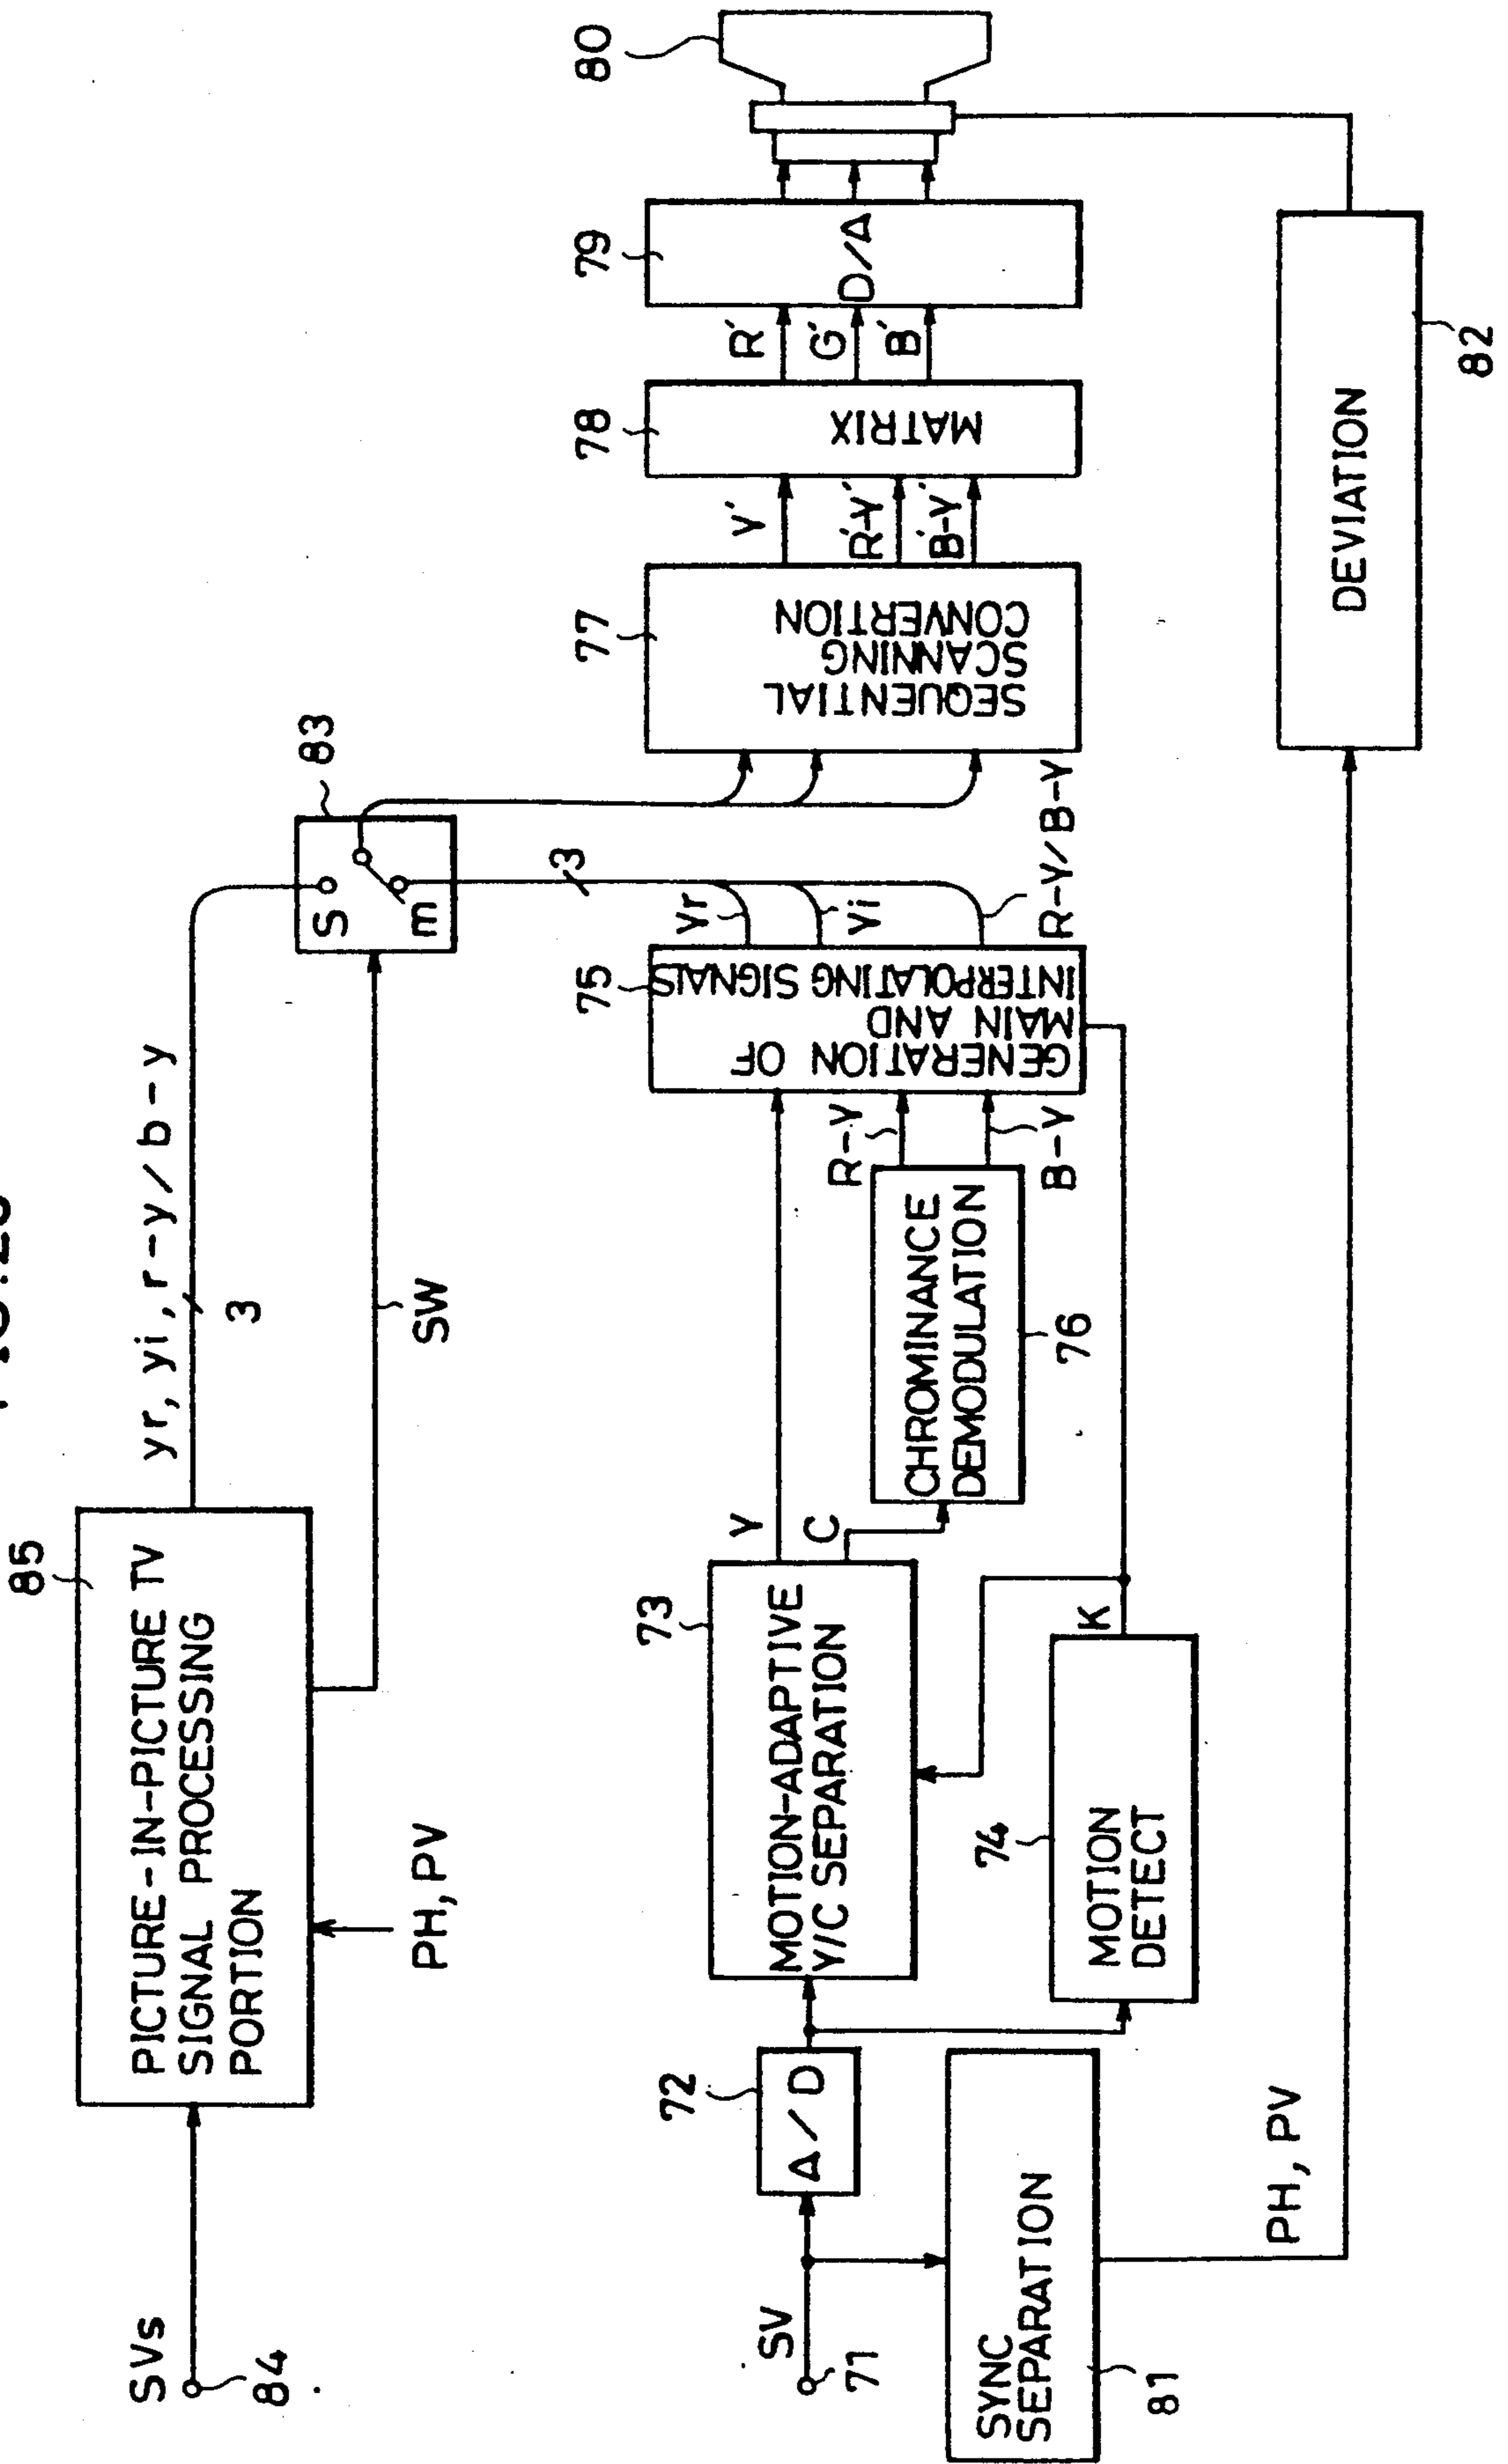 85
PICTURE-IN-PICTURE TV
SIGNAL PROCESSING
PORTION
SVs
84
PH, PV
yr, yi, r-y/b-y
3
SW
83
S
m
3
Yr
Yi
R-Y/B-Y
SV
71
72
A/D
73
MOTION-ADAPTIVE
Y/C SEPARATION
Y
C
74
MOTION
DETECT
K
CHROMINANCE
DEMODULATION
76
R-Y
B-Y
75
GENERATION OF
MAIN AND
INTERPOLATING SIGNALS
77
SEQUENTIAL
SCANNING
CONVERTION
Y'
R'-Y'
B'-Y'
78
MATRIX
R'
G'
B'
79
D/A
80
SYNC
SEPARATION
81
PH, PV
DEVIATION
82